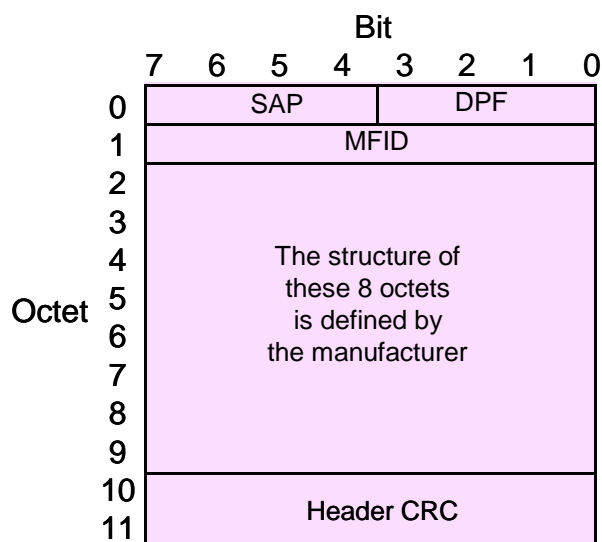 Bit
7 6 5 4 3 2 1 0
0 SAP DPF
1 MFID
2
3
4 The structure of
Octet 5 these 8 octets
6 is defined by
7 the manufacturer
8
9
10
11 Header CRC